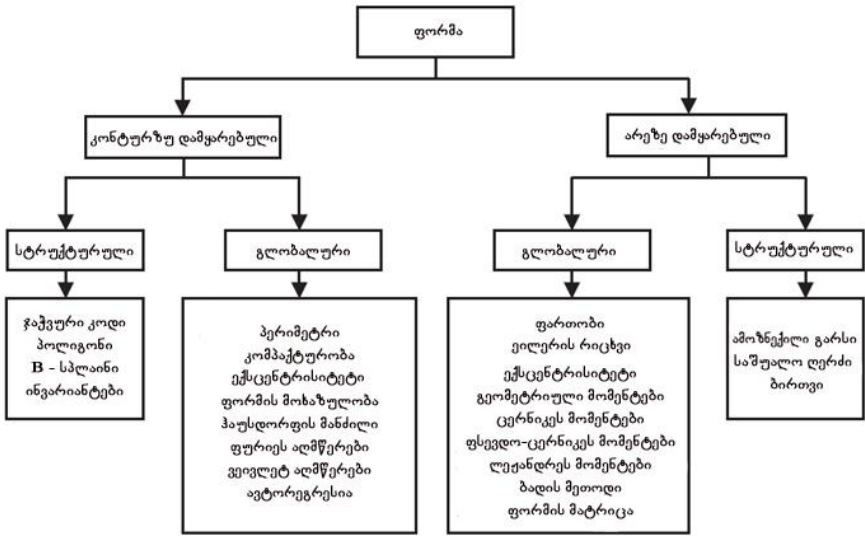 ფორმა
კონტურზუ დამყარებული
არეზე დამყარებული
სტრუქტურული
გლობალური
გლობალური
სტრუქტურული
ჯაჭვური კოდი
პოლიგონი
B - სპლაინი
ინვარიანტები
პერიმეტრი
კომპაქტურობა
ექსცენტრისიტეტი
ფორმის მოხაზულობა
ჰაუსდორფის მანძილი
ფურიეს აღმწერები
ვეივლეტ აღმწერები
ავტორეგრესია
ფართობი
ეილერის რიცხვი
ექსცენტრისიტეტი
გეომეტრიული მომენტები
ცერნიკეს მომენტები
ფსევდო-ცერნიკეს მომენტები
ლეჟანდრეს მომენტები
ბადის მეთოდი
ფორმის მატრიცა
ამოზნექილი გარსი
საშუალო ღერძი
ბირთვი